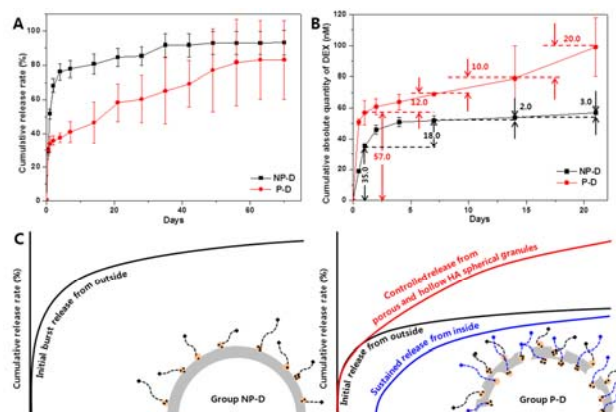 A
Cumulative release rate (%)
100
80
60
40
20
0
0
10
20
30
40
50
60
70
80
Days
NP-D
P-D
B
Cumulative absolute quantity of DEX (nM)
120
100
80
60
40
20
0
0
5
10
15
20
Days
35.0
57.0
12.0
18.0
10.0
2.0
20.0
3.0
NP-D
P-D
C
Cumulative release rate (%)
Initial burst release from outside
Group NP-D
Cumulative release rate (%)
Controlled release from
porous and hollow HA spherical granules
Initial release from outside
Sustained release from inside
Group P-D